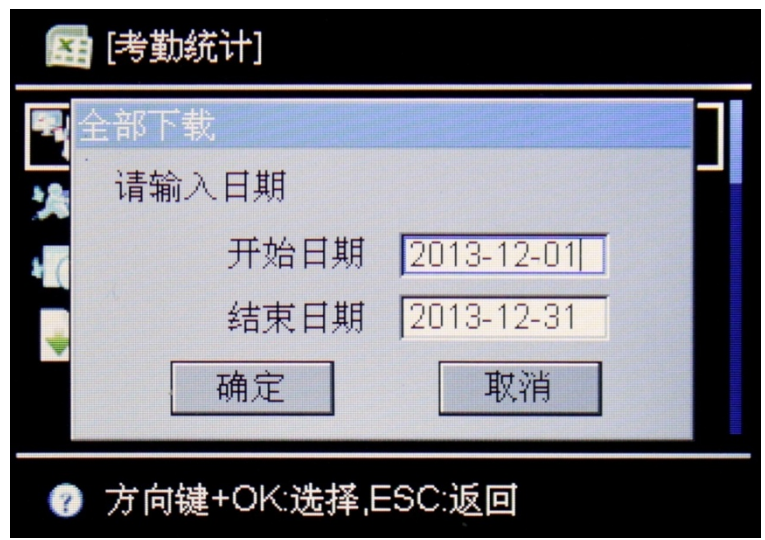 [考勤统计]
全部下载
请输入日期
开始日期 2013-12-01
结束日期 2013-12-31
确定 取消
方向键+OK:选择,ESC:返回